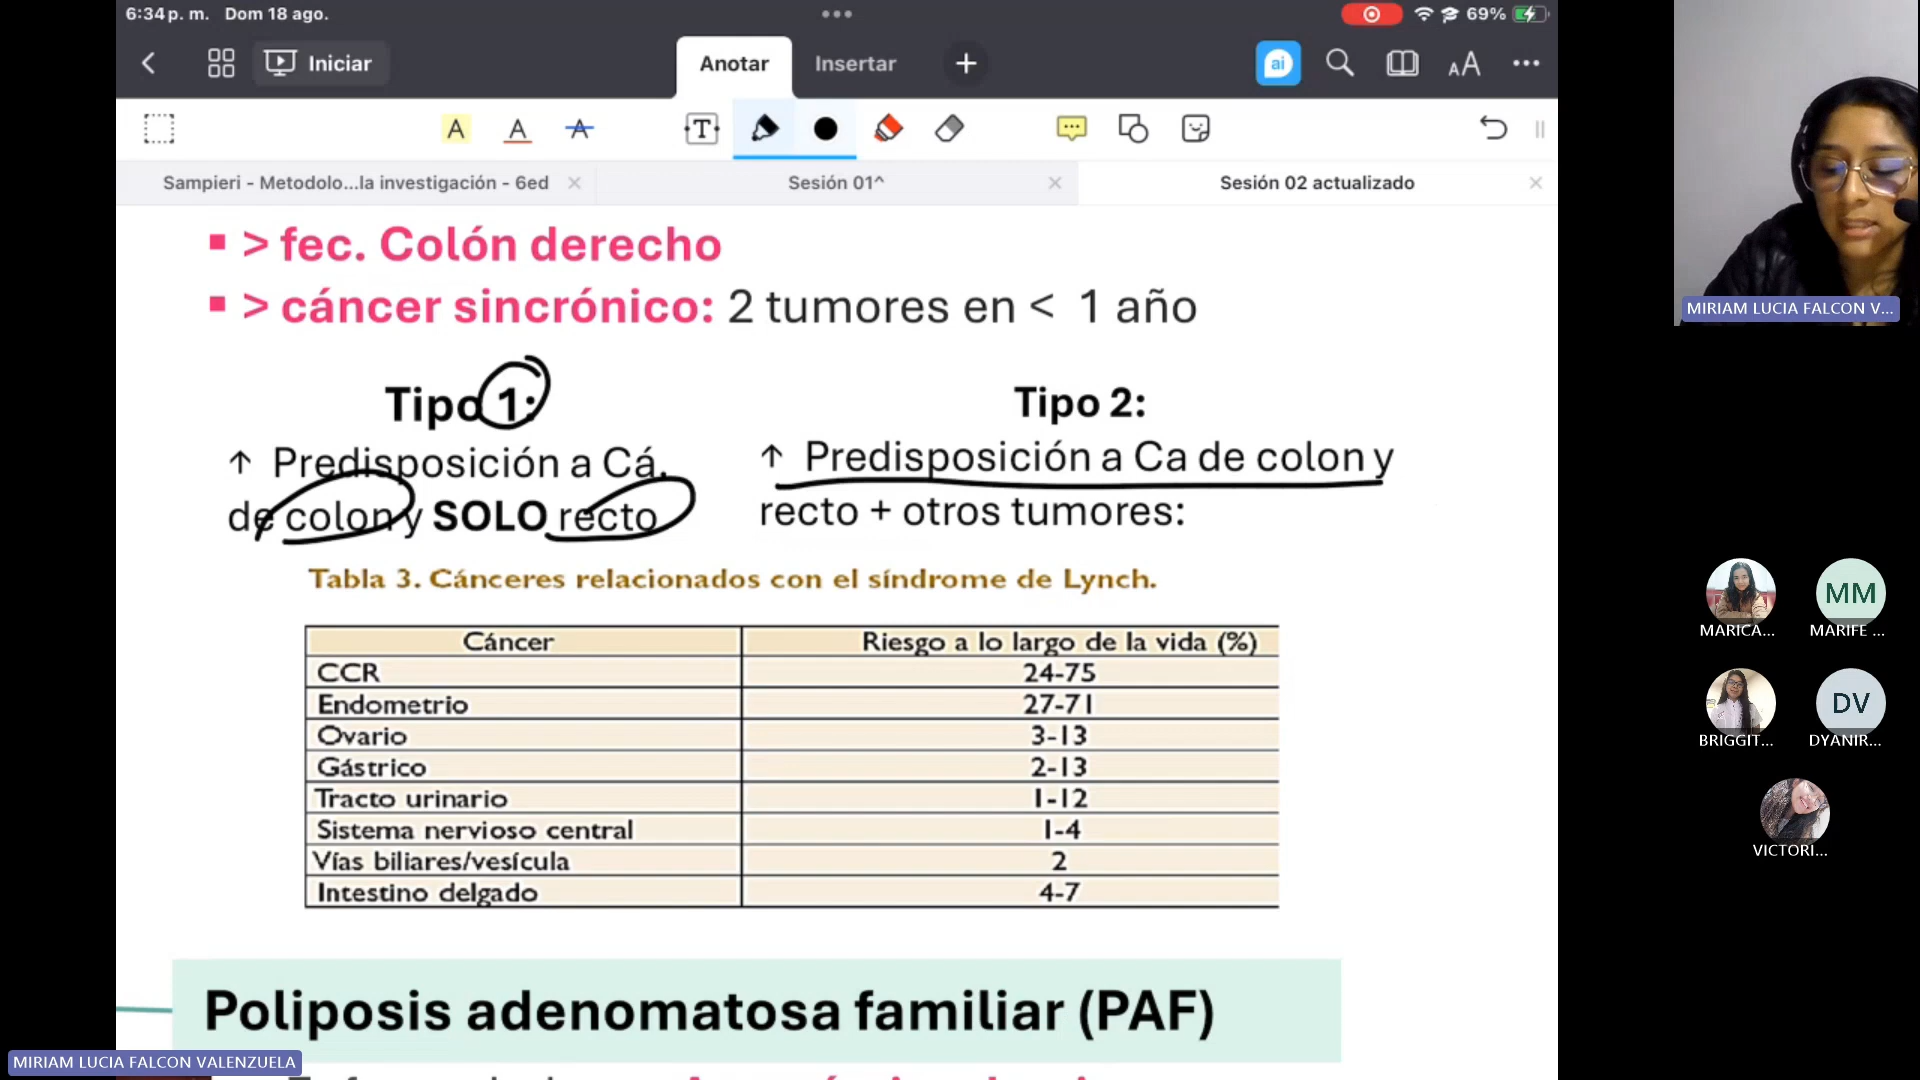 6:34 p. m. Dom 18 ago.
69%
Iniciar
Anotar
Insertar
ai
AA
A A A T
Sampieri - Metodolo...la investigación - 6ed
Sesión 01^
Sesión 02 actualizado
> fec. Colón derecho
> cáncer sincrónico: 2 tumores en < 1 año
Tipo 1:
↑ Predisposición a Cá.
de colon y SOLO recto
Tipo 2:
↑ Predisposición a Ca de colon y
recto + otros tumores:
Tabla 3. Cánceres relacionados con el síndrome de Lynch.
Cáncer Riesgo a lo largo de la vida (%)
CCR 24-75
Endometrio 27-71
Ovario 3-13
Gástrico 2-13
Tracto urinario 1-12
Sistema nervioso central 1-4
Vías biliares/vesícula 2
Intestino delgado 4-7
Poliposis adenomatosa familiar (PAF)
MIRIAM LUCIA FALCON VALENZUELA
MIRIAM LUCIA FALCON V...
MARICA...
MM
MARIFE ...
BRIGGIT...
DV
DYANIR...
VICTORI...